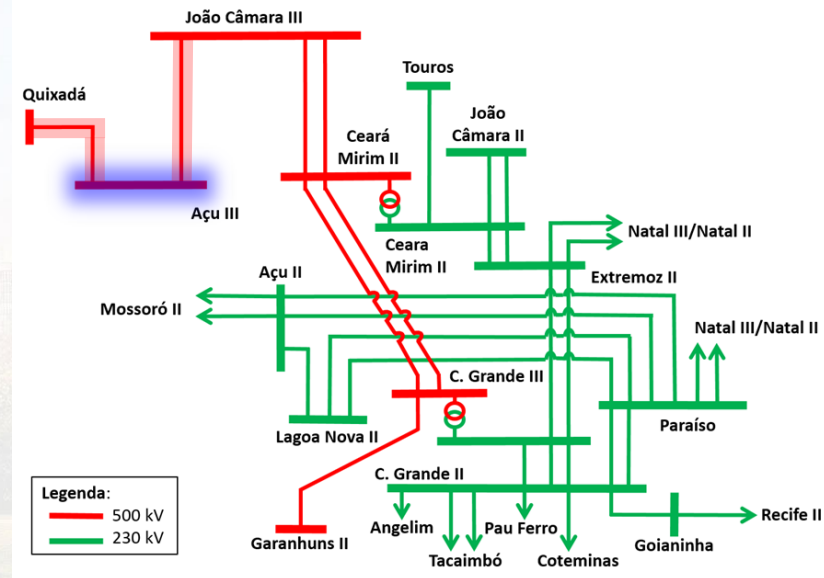 João Câmara III
Quixadá
Touros
João
Câmara II
Ceará
Mirim II
Açu III
Ceara
Mirim II
Natal III/Natal II
Extremoz II
Açu II
Mossoró II
Natal III/Natal II
C. Grande III
Lagoa Nova II
Paraíso
C. Grande II
Legenda:
500 kV
230 kV
Angelim
Pau Ferro
Recife II
Garanhuns II
Tacaimbó
Coteminas
Goianinha